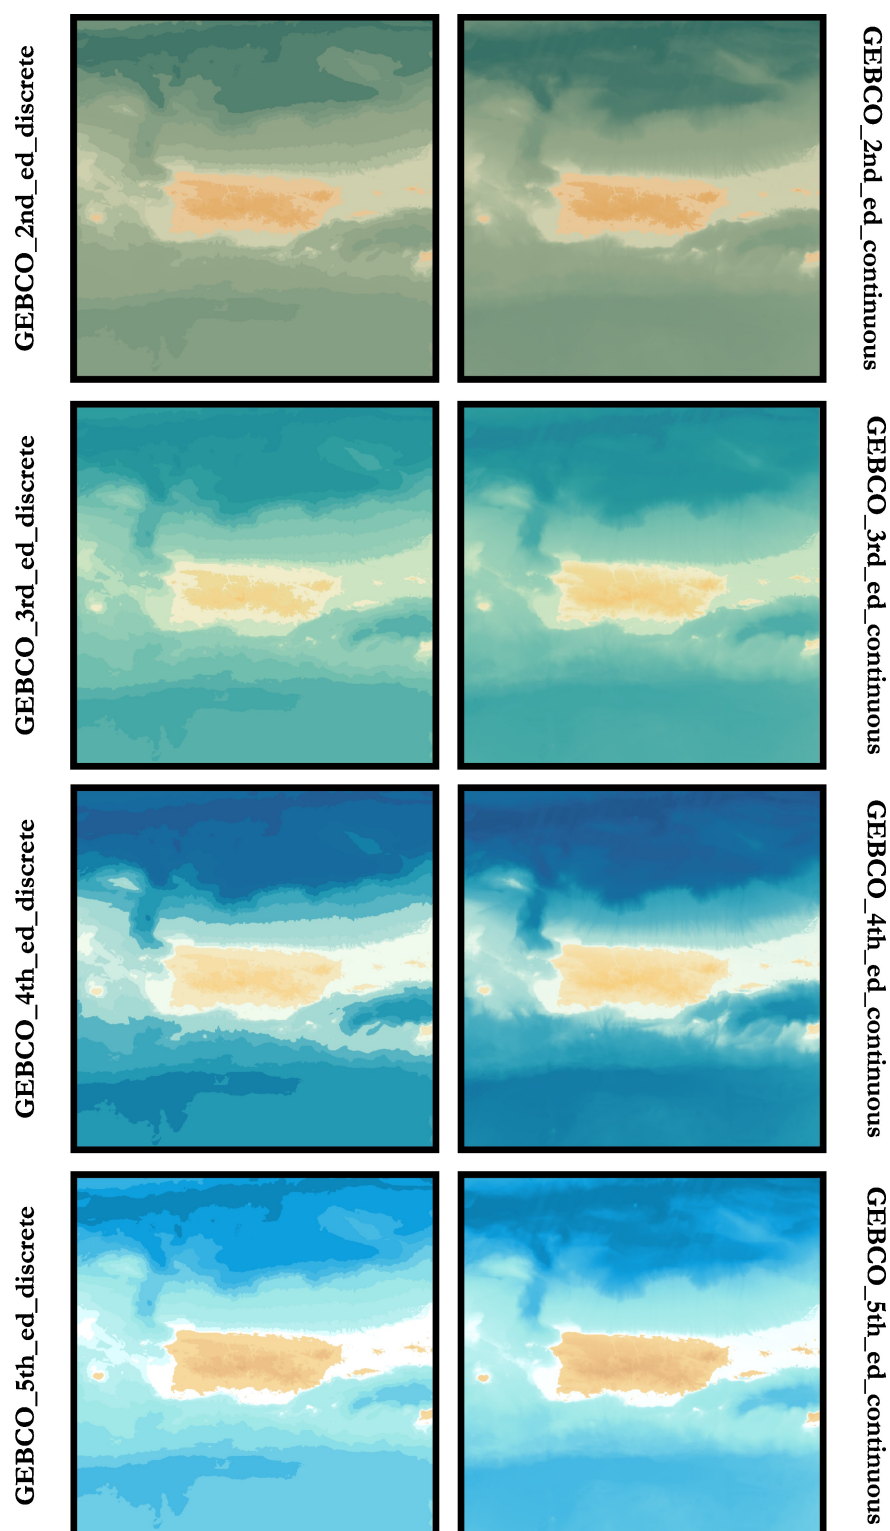 GEBCO_2nd_ed_discrete
GEBCO_2nd_ed_continuous
GEBCO_3rd_ed_discrete
GEBCO_3rd_ed_continuous
GEBCO_4th_ed_discrete
GEBCO_4th_ed_continuous
GEBCO_5th_ed_discrete
GEBCO_5th_ed_continuous